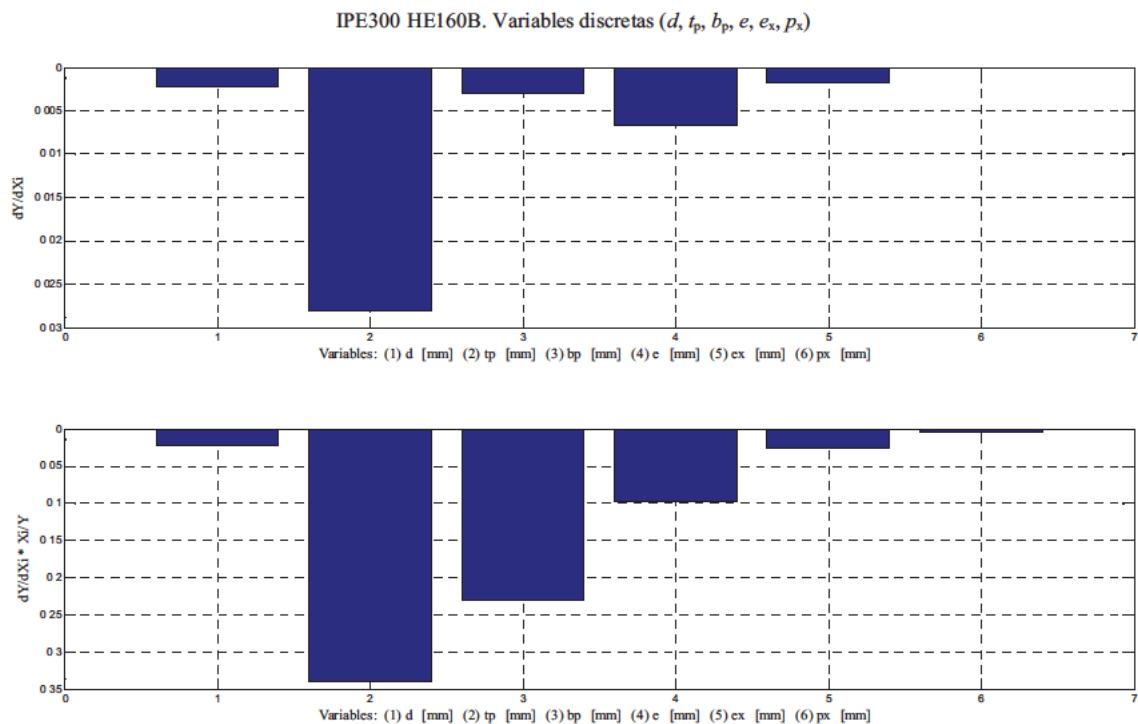 IPE300 HE160B. Variables discretas (d, tp, bp, e, ex, px)
0
0 005
0 01
0 015
0 02
0 025
0 03
dY/dXi
0 1 2 3 4 5 6 7
Variables: (1) d [mm] (2) tp [mm] (3) bp [mm] (4) e [mm] (5) ex [mm] (6) px [mm]
0
0 05
0 1
0 15
0 2
0 25
0 3
0 35
dY/dXi * Xi/Y
0 1 2 3 4 5 6 7
Variables: (1) d [mm] (2) tp [mm] (3) bp [mm] (4) e [mm] (5) ex [mm] (6) px [mm]